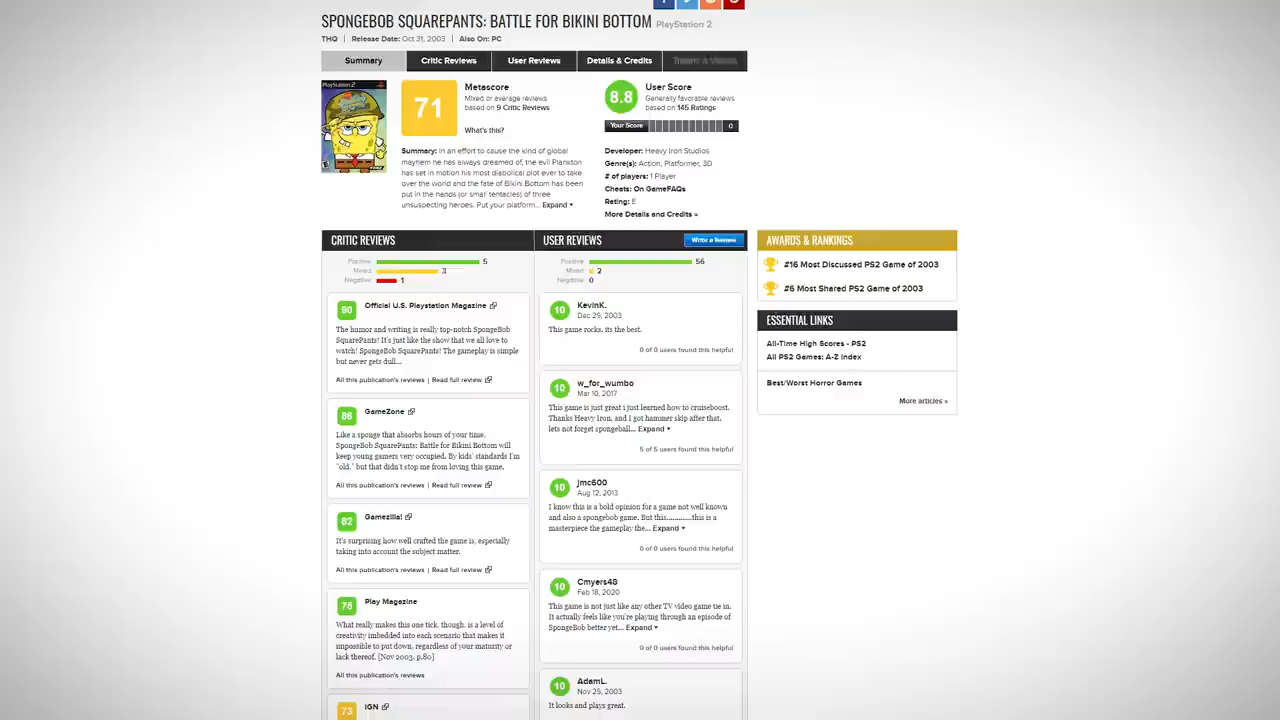 SPONGEBOB SQUAREPANTS: BATTLE FOR BIKINI BOTTOM PlayStation 2
THQ | Release Date: Oct 31, 2003 | Also On: PC
Summary Critic Reviews User Reviews Details & Credits
PlayStation 2
71
Metascore
Mixed or average reviews
based on 9 Critic Reviews
What's this?
Summary: In an effort to cause the kind of global
mayhem he has always dreamed of, the evil Plankton
has set in motion his most diabolical plot ever to take
over the world and the fate of Bikini Bottom has been
put in the hands (or small tentacles) of three
unsuspecting heroes. Put your platform... Expand
8.8
User Score
Generally favorable reviews
based on 145 Ratings
Your Score 0
Developer: Heavy Iron Studios
Genre(s): Action, Platformer, 3D
# of players: 1 Player
Cheats: On GameFAQs
Rating: E
More Details and Credits »
CRITIC REVIEWS
Positive: 5
Mixed: 3
Negative: 1
90 Official U.S. Playstation Magazine
The humor and writing is really top-notch SpongeBob
SquarePants! It's just like the show that we all love to
watch! SpongeBob SquarePants! The gameplay is simple
but never gets dull...
All this publication's reviews | Read full review
86 GameZone
Like a sponge that absorbs hours of your time,
SpongeBob SquarePants: Battle for Bikini Bottom will
keep young gamers very occupied. By kids' standards I'm
"old," but that didn't stop me from loving this game.
All this publication's reviews | Read full review
82 Gamezilla!
It's surprising how well crafted the game is, especially
taking into account the subject matter.
All this publication's reviews | Read full review
76 Play Magazine
What really makes this one tick, though, is a level of
creativity imbedded into each scenario that makes it
impossible to put down, regardless of your maturity or
lack thereof. [Nov 2003, p.80]
All this publication's reviews
73 IGN
USER REVIEWS Write a Review
Positive: 56
Mixed: 2
Negative: 0
10 KevinK.
Dec 29, 2003
This game rocks, its the best.
0 of 0 users found this helpful
10 w_for_wumbo
Mar 10, 2017
This game is just great i just learned how to cruiseboost.
Thanks Heavy Iron, and I got hammer skip after that.
lets not forget spongeball... Expand
5 of 5 users found this helpful
10 jmc600
Aug 12, 2013
I know this is a bold opinion for a game not well known
and also a spongebob game. But this............this is a
masterpiece the gameplay the... Expand
0 of 0 users found this helpful
10 Cmyers48
Feb 18, 2020
This game is not just like any other TV video game tie in.
It actually feels like you're playing through an episode of
SpongeBob better yet... Expand
0 of 0 users found this helpful
10 AdamL.
Nov 25, 2003
It looks and plays great.
AWARDS & RANKINGS
#16 Most Discussed PS2 Game of 2003
#6 Most Shared PS2 Game of 2003
ESSENTIAL LINKS
All-Time High Scores - PS2
All PS2 Games: A-Z Index
Best/Worst Horror Games
More articles »